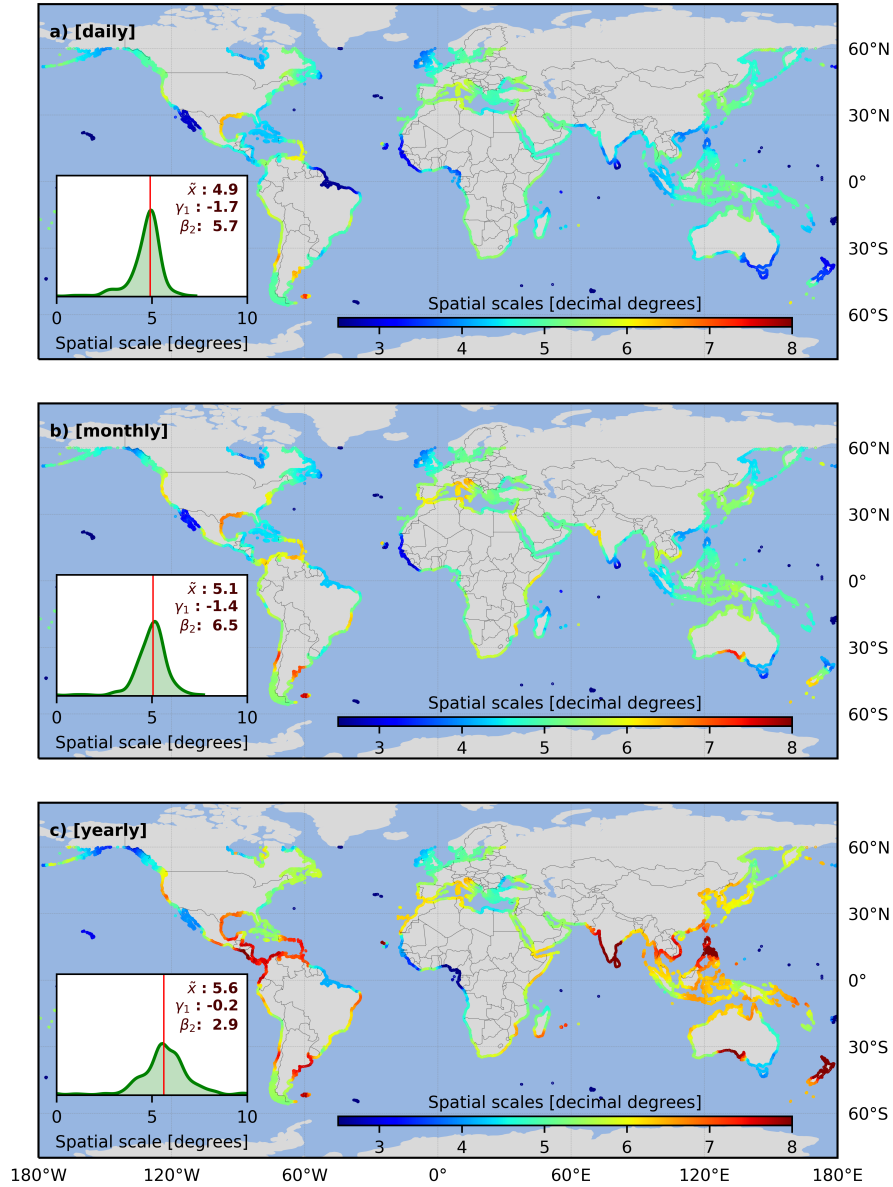 a) [daily]
60°N
30°N
0°
30°S
60°S
x̃ : 4.9
γ₁ : -1.7
β₂: 5.7
0 5 10
Spatial scale [degrees]
Spatial scales [decimal degrees]
3 4 5 6 7 8
b) [monthly]
60°N
30°N
0°
30°S
60°S
x̃ : 5.1
γ₁ : -1.4
β₂: 6.5
0 5 10
Spatial scale [degrees]
Spatial scales [decimal degrees]
3 4 5 6 7 8
c) [yearly]
60°N
30°N
0°
30°S
60°S
x̃ : 5.6
γ₁ : -0.2
β₂: 2.9
0 5 10
Spatial scale [degrees]
Spatial scales [decimal degrees]
3 4 5 6 7 8
180°W 120°W 60°W 0° 60°E 120°E 180°E